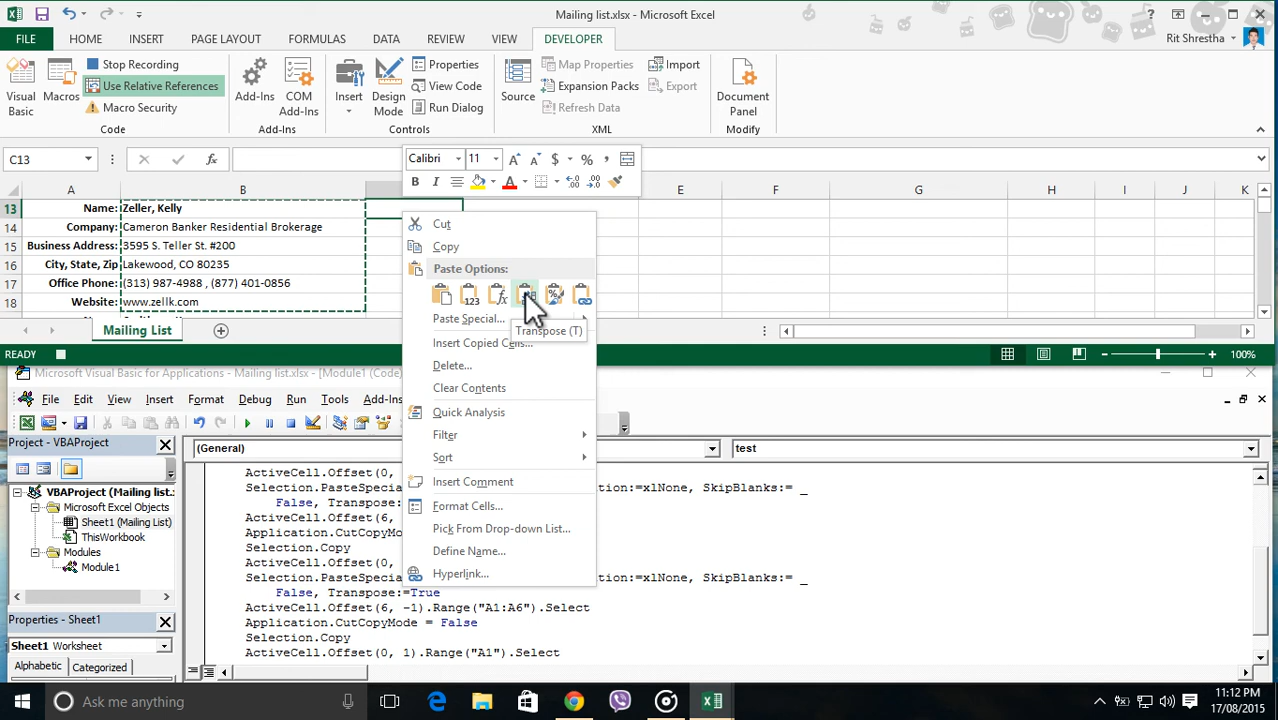 Mailing list.xlsx - Microsoft Excel
FILE HOME INSERT PAGE LAYOUT FORMULAS DATA REVIEW VIEW DEVELOPER Rit Shrestha
Visual Basic
Macros
Stop Recording
Use Relative References
Macro Security
Code
Add-Ins
COM Add-Ins
Add-Ins
Insert
Design Mode
Properties
View Code
Run Dialog
Controls
Source
Map Properties
Expansion Packs
Refresh Data
Import
Export
XML
Document Panel
Modify
C13
fx
Calibri 11
$ % ,
B I A
A B E F G H I J K
13 Name: Zeller, Kelly
14 Company: Cameron Banker Residential Brokerage
15 Business Address: 3595 S. Teller St. #200
16 City, State, Zip Lakewood, CO 80235
17 Office Phone: (313) 987-4988 , (877) 401-0856
18 Website: www.zellk.com
Mailing List
READY
100%
Cut
Copy
Paste Options:
Paste Special...
Transpose (T)
Insert Copied Cells...
Delete...
Clear Contents
Quick Analysis
Filter
Sort
Insert Comment
Format Cells...
Pick From Drop-down List...
Define Name...
Hyperlink...
Microsoft Visual Basic for Applications - Mailing list.xlsx - [Module1 (Code)
File Edit View Insert Format Debug Run Tools Add-Ins
Project - VBAProject
VBAProject (Mailing list.
Microsoft Excel Objects
Sheet1 (Mailing List)
ThisWorkbook
Modules
Module1
Properties - Sheet1
Sheet1 Worksheet
Alphabetic Categorized
(General) test
ActiveCell.Offset(0,
Selection.PasteSpecia ion:=xlNone, SkipBlanks:= _
False, Transpose:=
ActiveCell.Offset(6,
Application.CutCopyMode
Selection.Copy
ActiveCell.Offset(0,
Selection.PasteSpecia ion:=xlNone, SkipBlanks:= _
False, Transpose:=True
ActiveCell.Offset(6, -1).Range("A1:A6").Select
Application.CutCopyMode = False
Selection.Copy
ActiveCell.Offset(0, 1).Range("A1").Select
Ask me anything
11:12 PM
17/08/2015